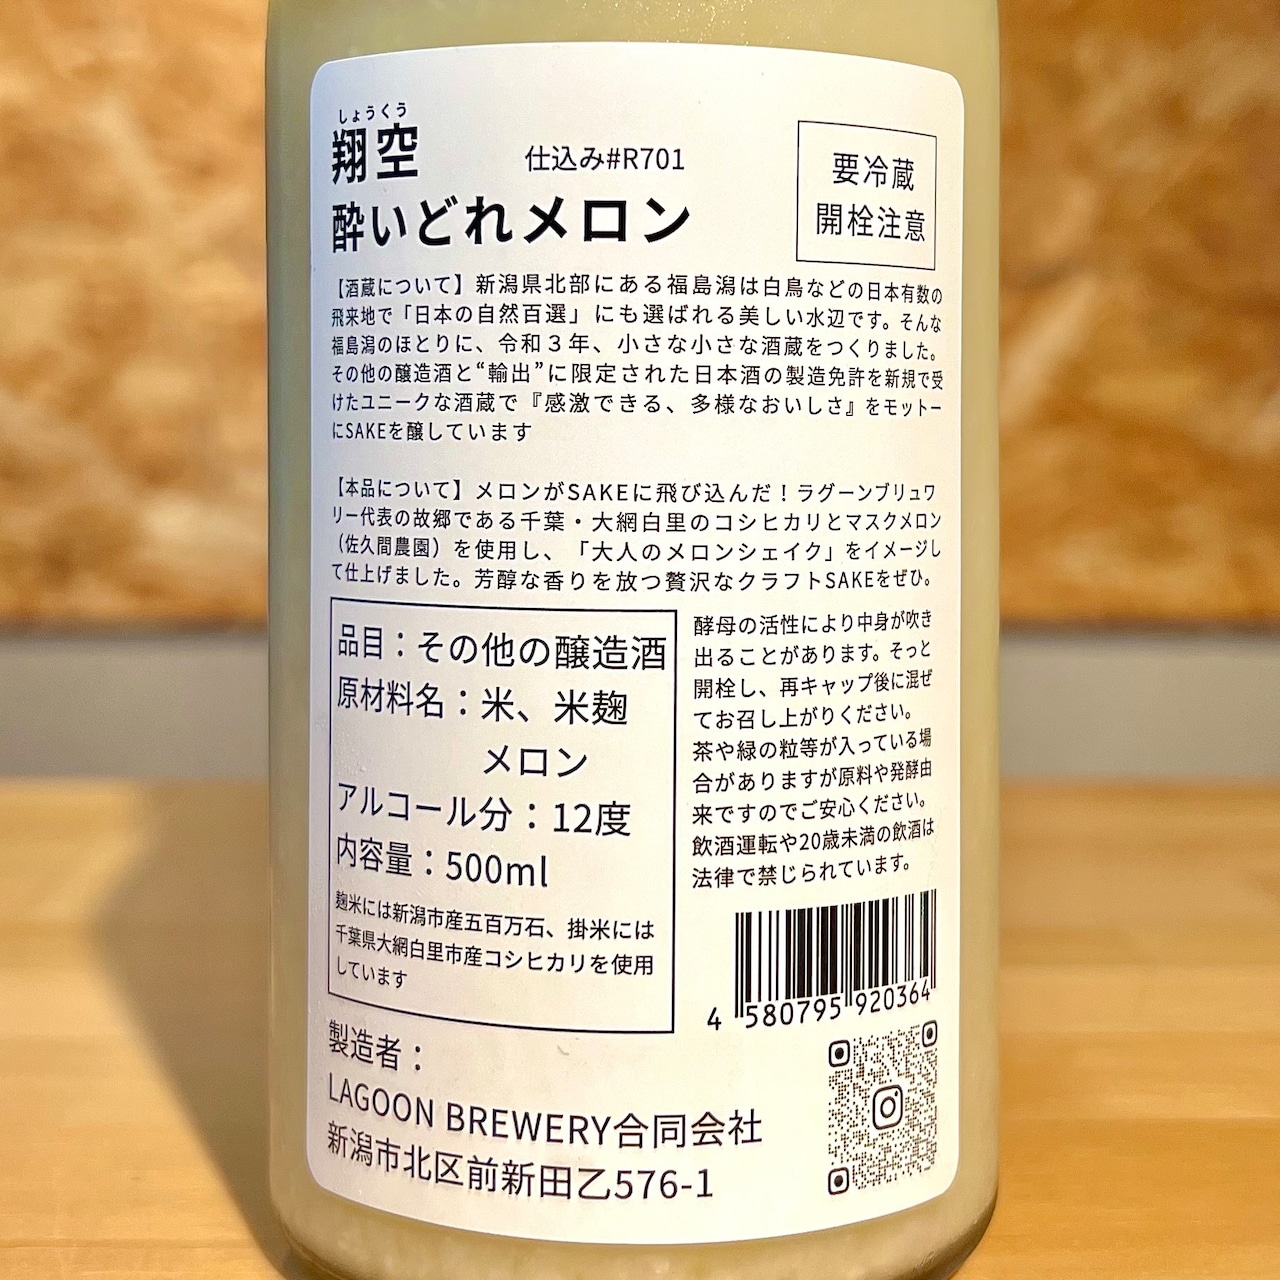 しょうくう
翔空
仕込み#R701
酔いどれメロン
要冷蔵
開栓注意
【酒蔵について】新潟県北部にある福島潟は白鳥などの日本有数の
飛来地で「日本の自然百選」にも選ばれる美しい水辺です。そんな
福島潟のほとりに、令和３年、小さな小さな酒蔵をつくりました。
その他の醸造酒と“輸出”に限定された日本酒の製造免許を新規で受
けたユニークな酒蔵で『感激できる、多様なおいしさ』をモットー
にSAKEを醸しています
【本品について】メロンがSAKEに飛び込んだ！ラグーンブリュワ
リー代表の故郷である千葉・大網白里のコシヒカリとマスクメロン
（佐久間農園）を使用し、「大人のメロンシェイク」をイメージし
て仕上げました。芳醇な香りを放つ贅沢なクラフトSAKEをぜひ。
品目：その他の醸造酒
原材料名：米、米麹
メロン
アルコール分：12度
内容量：500ml
麹米には新潟市産五百万石、掛米には
千葉県大網白里市産コシヒカリを使用
しています
酵母の活性により中身が吹き
出ることがあります。そっと
開栓し、再キャップ後に混ぜ
てお召し上がりください。
茶や緑の粒等が入っている場
合がありますが原料や発酵由
来ですのでご安心ください。
飲酒運転や20歳未満の飲酒は
法律で禁じられています。
4 580795 920364
製造者：
LAGOON BREWERY合同会社
新潟市北区前新田乙576-1